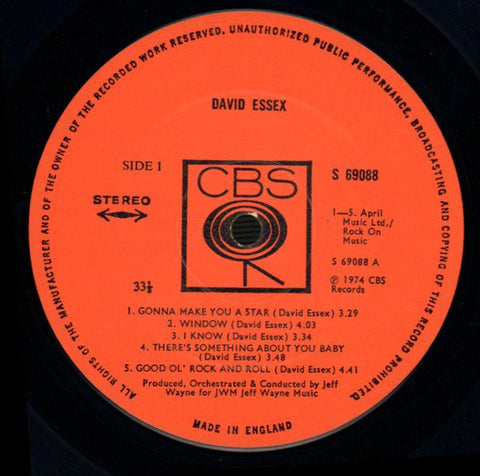 ALL RIGHTS OF THE MANUFACTURER AND OF THE OWNER OF THE RECORDED WORK RESERVED. UNAUTHORIZED PUBLIC PERFORMANCE, BROADCASTING AND COPYING OF THIS RECORD PROHIBITED.
DAVID ESSEX
SIDE 1
CBS
S 69088
STEREO
1—5. April
Music Ltd./
Rock On
Music
S 69088 A
33⅓
℗ 1974 CBS
Records
1. GONNA MAKE YOU A STAR (David Essex) 3.29
2. WINDOW (David Essex) 4.03
3. I KNOW (David Essex) 3.34
4. THERE'S SOMETHING ABOUT YOU BABY
(David Essex) 3.48
5. GOOD OL' ROCK AND ROLL (David Essex) 4.41
Produced, Orchestrated & Conducted by Jeff
Wayne for JWM Jeff Wayne Music
MADE IN ENGLAND